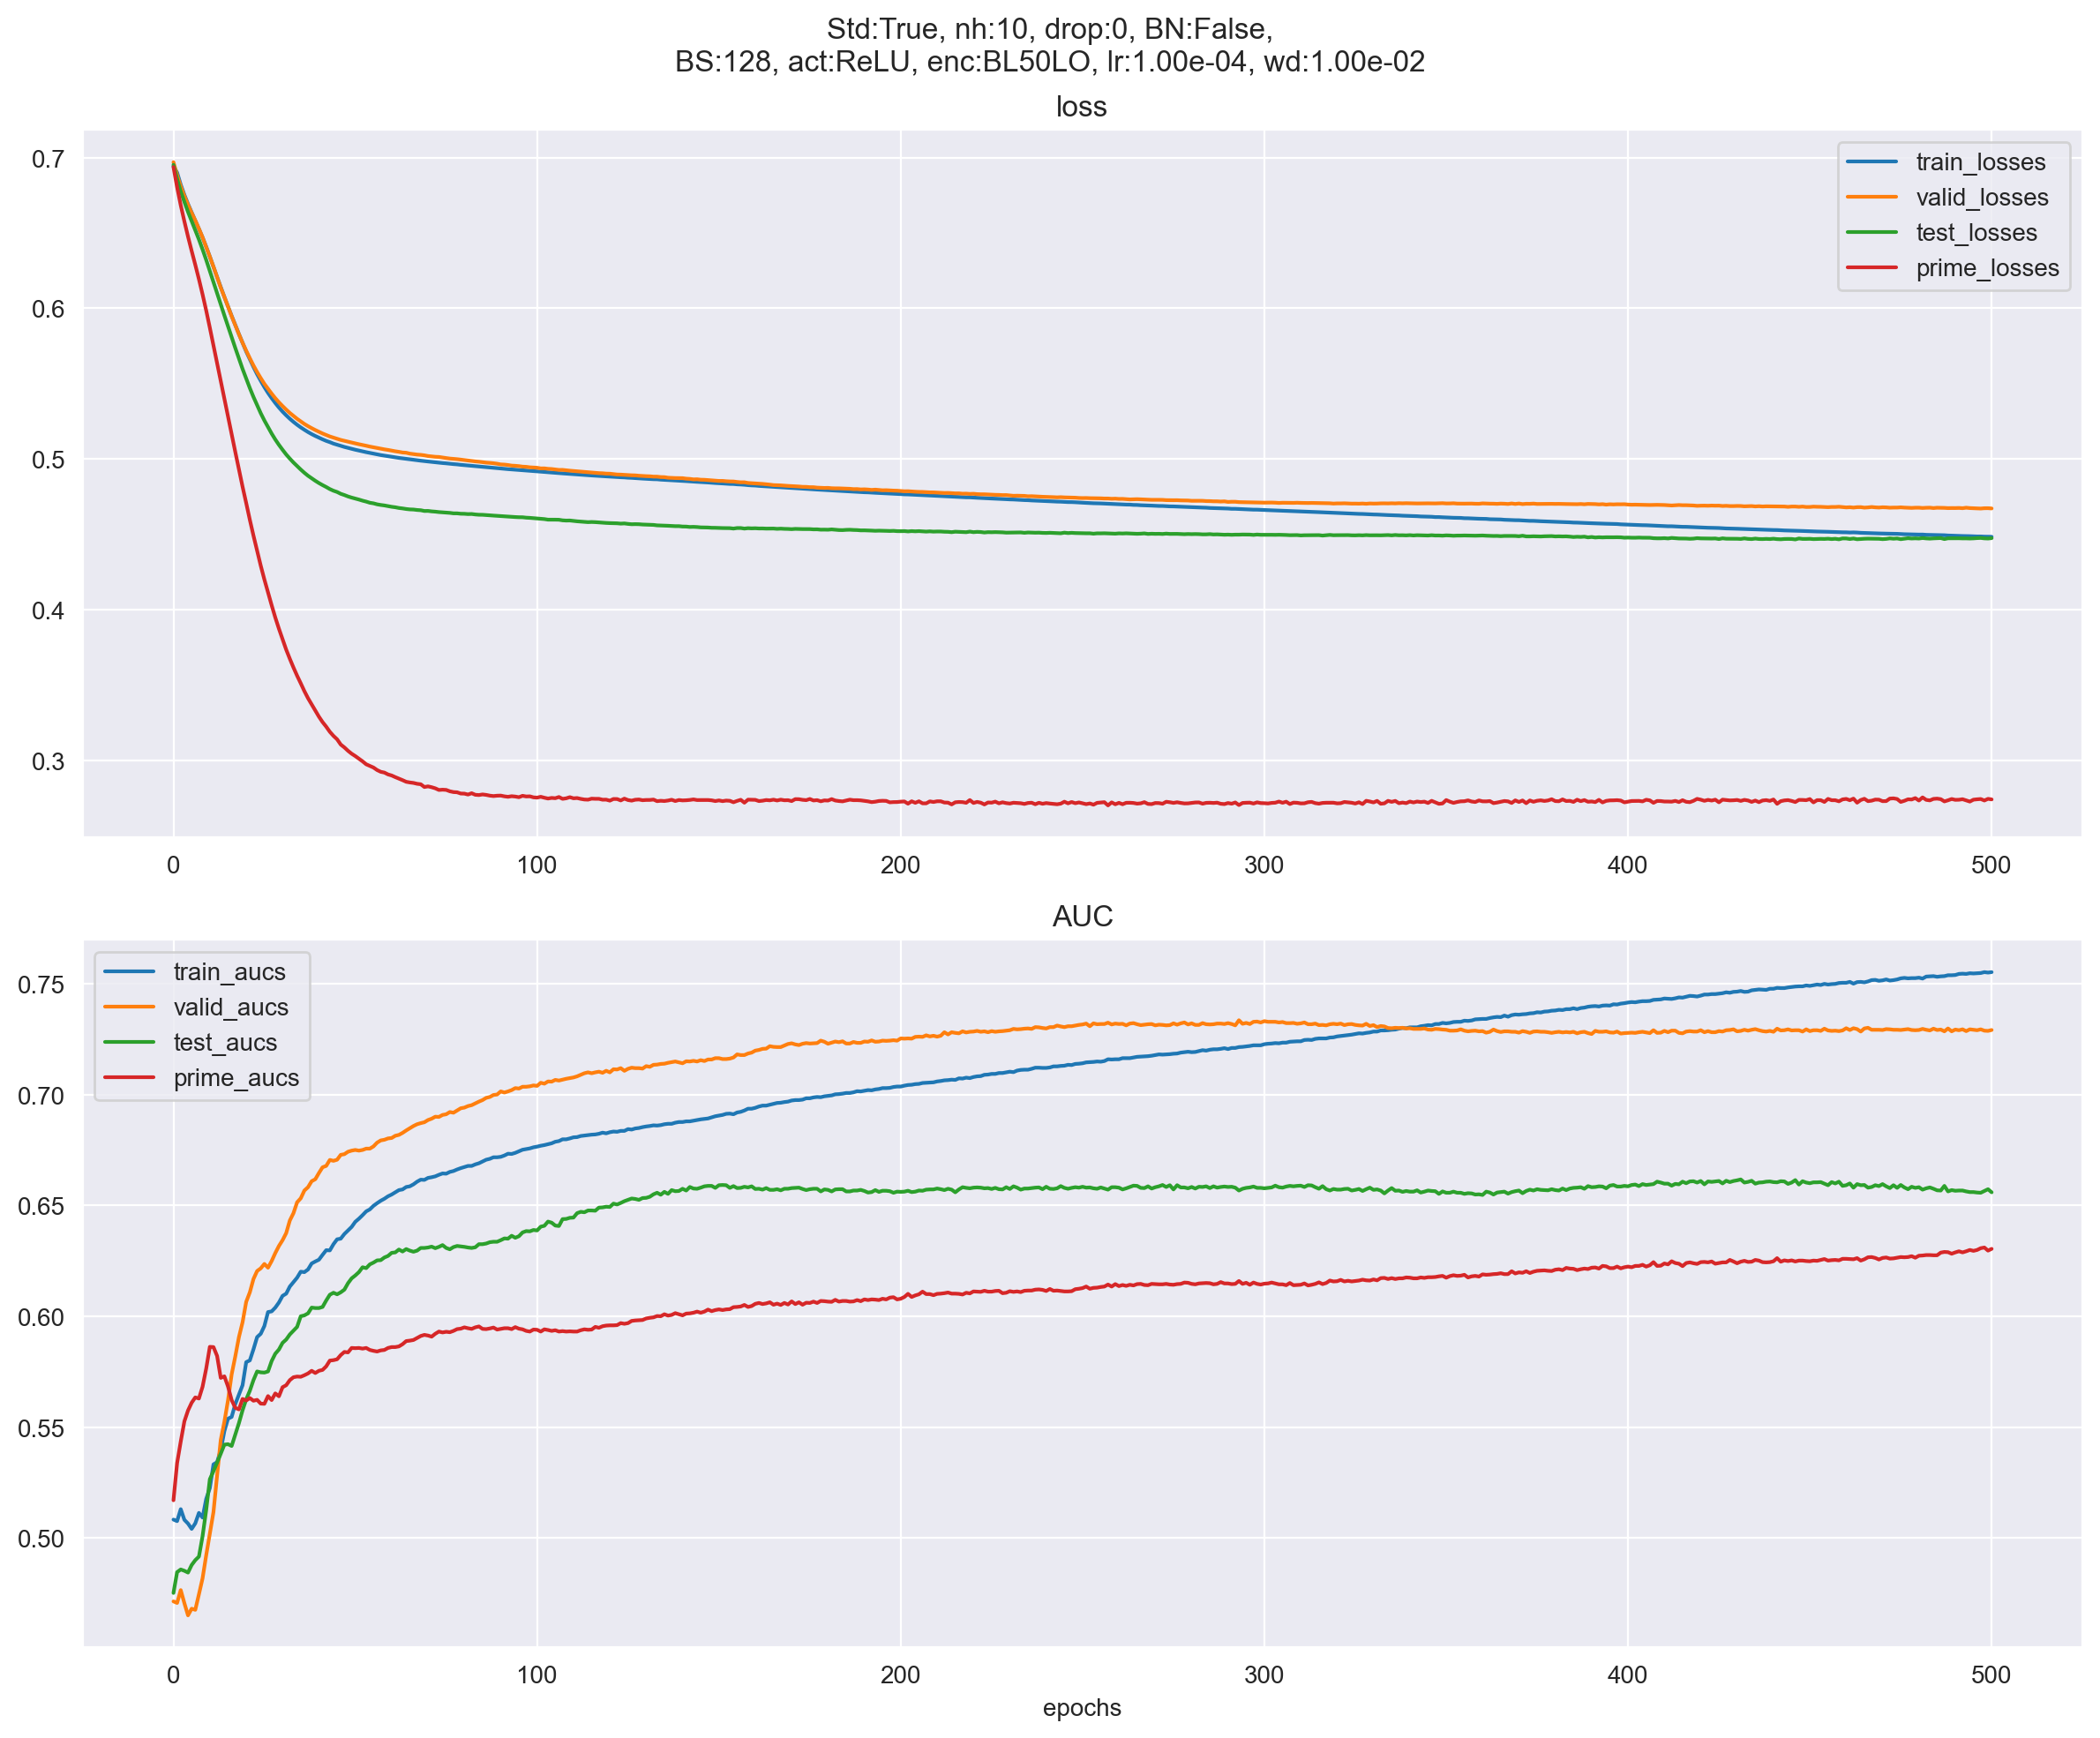 Std:True, nh:10, drop:0, BN:False,
BS:128, act:ReLU, enc:BL50LO, lr:1.00e-04, wd:1.00e-02
loss
0.7
0.6
0.5
0.4
0.3
train_losses
valid_losses
test_losses
prime_losses
0 100 200 300 400 500
AUC
0.75
0.70
0.65
0.60
0.55
0.50
train_aucs
valid_aucs
test_aucs
prime_aucs
0 100 200 300 400 500
epochs